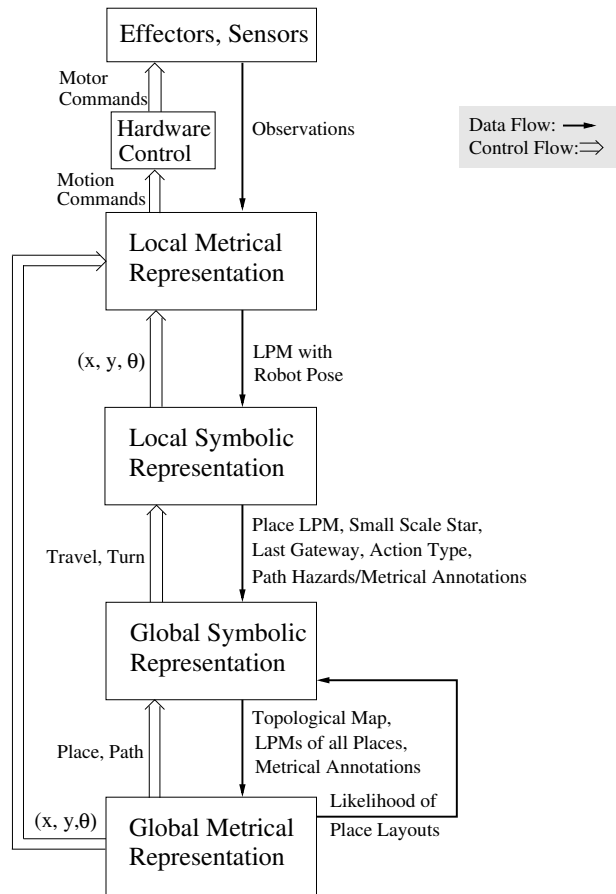 Effectors, Sensors
Motor
Commands
Hardware
Control
Observations
Data Flow:
Control Flow:
Motion
Commands
Local Metrical
Representation
(x, y, θ)
LPM with
Robot Pose
Local Symbolic
Representation
Travel, Turn
Place LPM, Small Scale Star,
Last Gateway, Action Type,
Path Hazards/Metrical Annotations
Global Symbolic
Representation
Place, Path
Topological Map,
LPMs of all Places,
Metrical Annotations
(x, y,θ)
Global Metrical
Representation
Likelihood of
Place Layouts